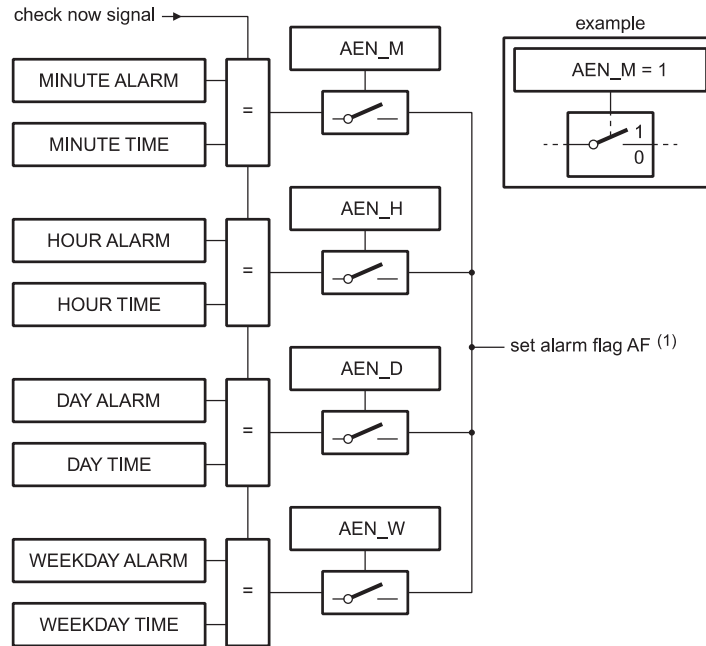 check now signal
example
MINUTE ALARM
MINUTE TIME
=
AEN_M
AEN_M = 1
1
0
HOUR ALARM
HOUR TIME
=
AEN_H
set alarm flag AF (1)
DAY ALARM
DAY TIME
=
AEN_D
WEEKDAY ALARM
WEEKDAY TIME
=
AEN_W